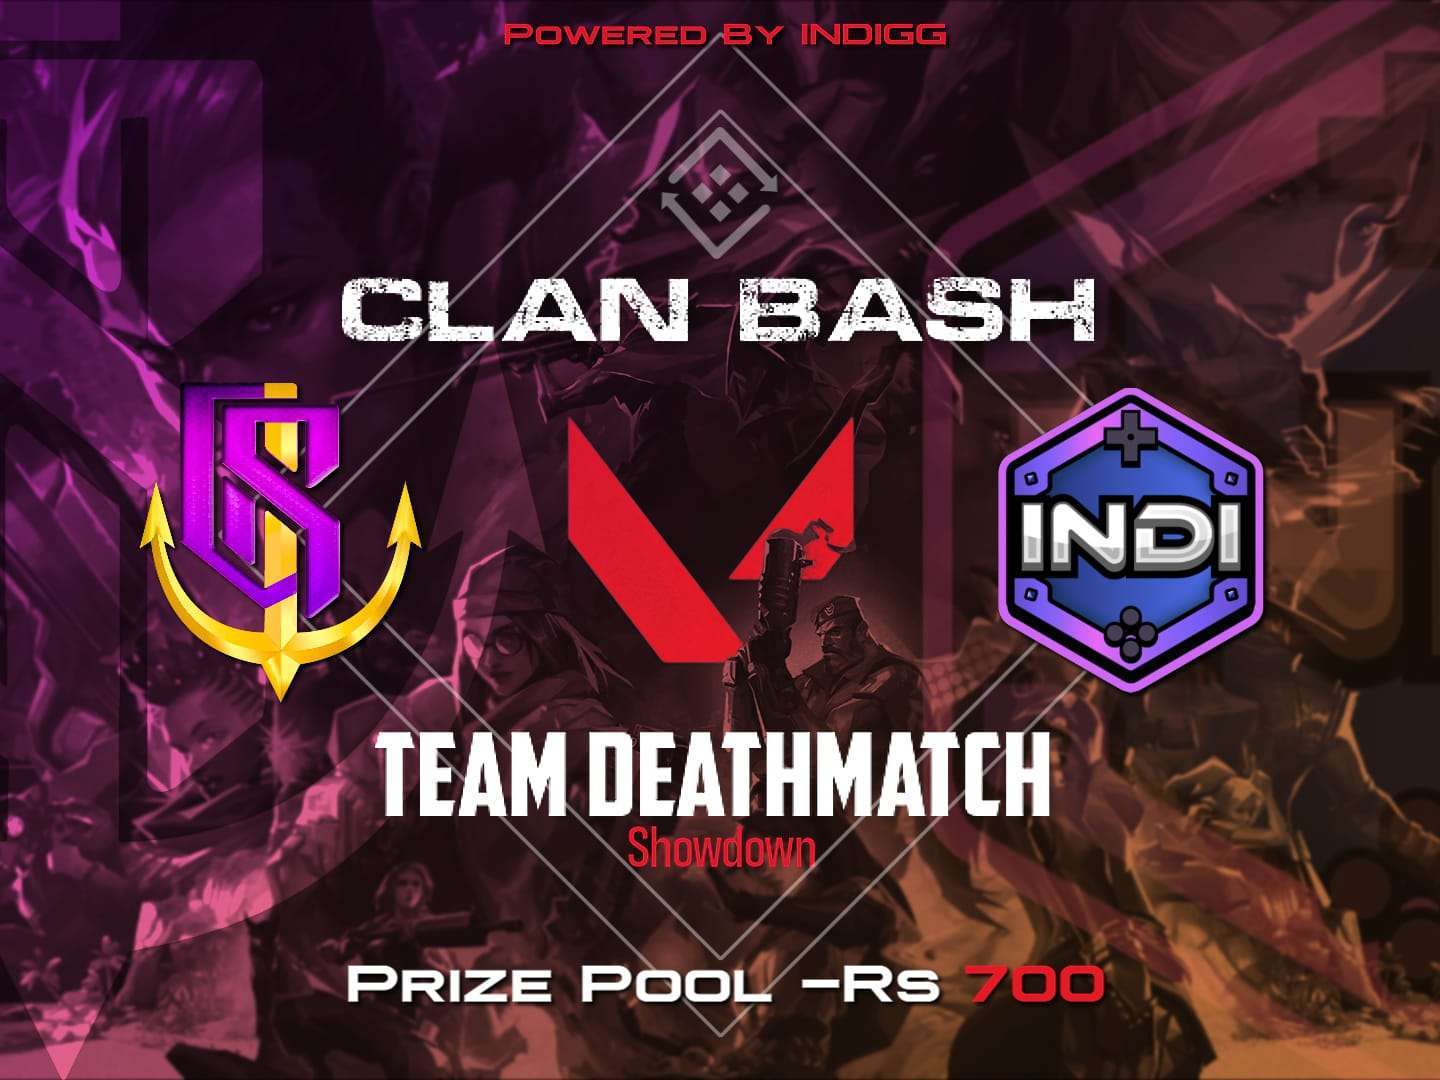 Powered By INDIGG
CLAN BASH
INDI
TEAM DEATHMATCH
Showdown
Prize Pool -Rs 700